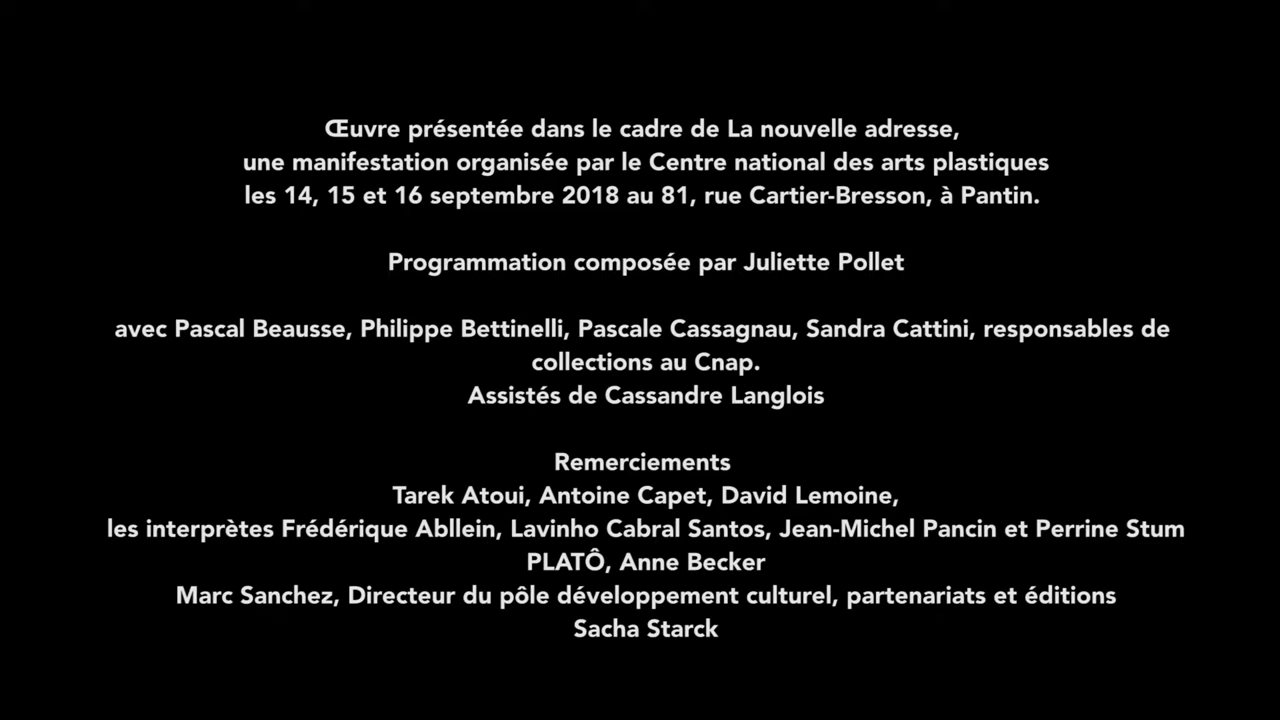 Œuvre présentée dans le cadre de La nouvelle adresse,
une manifestation organisée par le Centre national des arts plastiques
les 14, 15 et 16 septembre 2018 au 81, rue Cartier-Bresson, à Pantin.
Programmation composée par Juliette Pollet
avec Pascal Beausse, Philippe Bettinelli, Pascale Cassagnau, Sandra Cattini, responsables de
collections au Cnap.
Assistés de Cassandre Langlois
Remerciements
Tarek Atoui, Antoine Capet, David Lemoine,
les interprètes Frédérique Abllein, Lavinho Cabral Santos, Jean-Michel Pancin et Perrine Stum
PLATÔ, Anne Becker
Marc Sanchez, Directeur du pôle développement culturel, partenariats et éditions
Sacha Starck